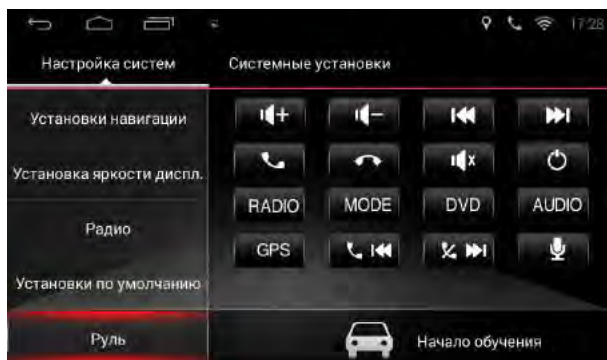 17:28
Настройка систем
Системные установки
Установки навигации
Установка яркости диспл.
Радио
Установки по умолчанию
Руль
RADIO MODE DVD AUDIO
GPS
Начало обучения